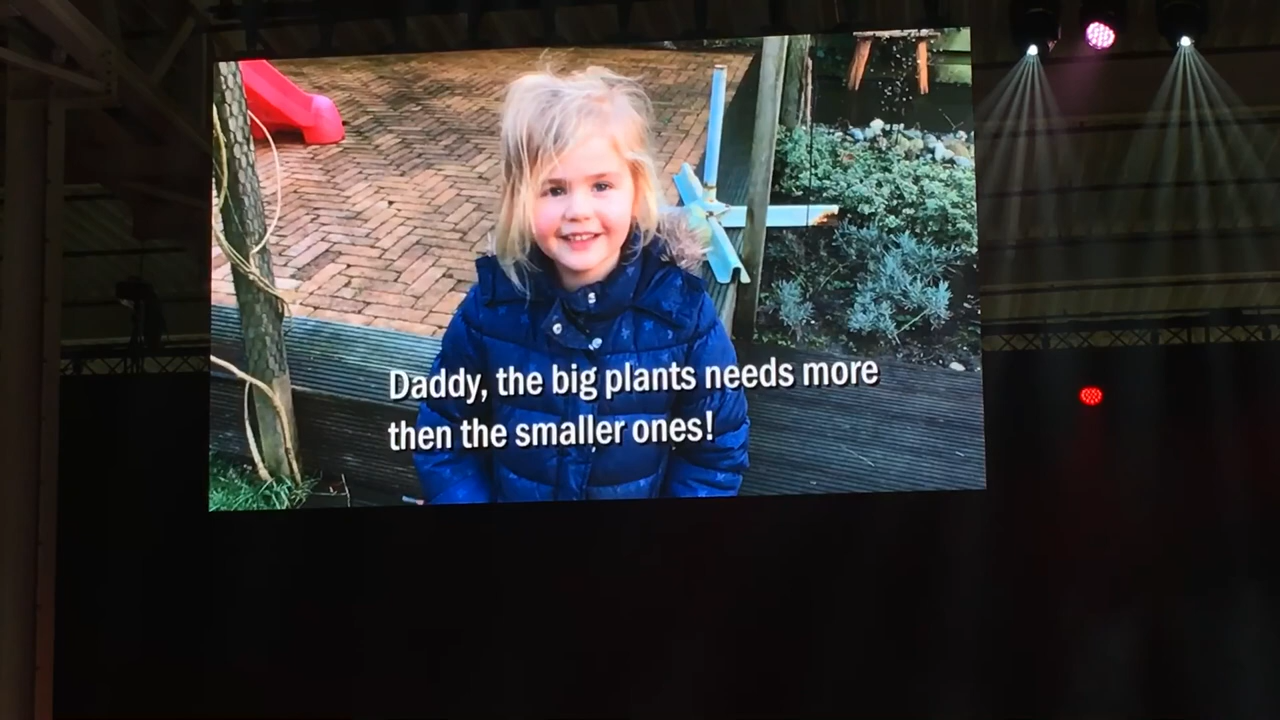 Daddy, the big plants needs more
then the smaller ones!